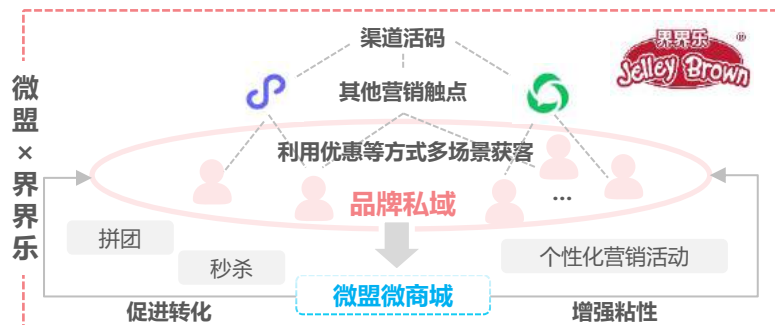 微盟×界界乐
渠道活码
其他营销触点
利用优惠等方式多场景获客
界界乐
®
Jelley Brown
...
品牌私域
拼团
秒杀
个性化营销活动
微盟微商城
促进转化
增强粘性